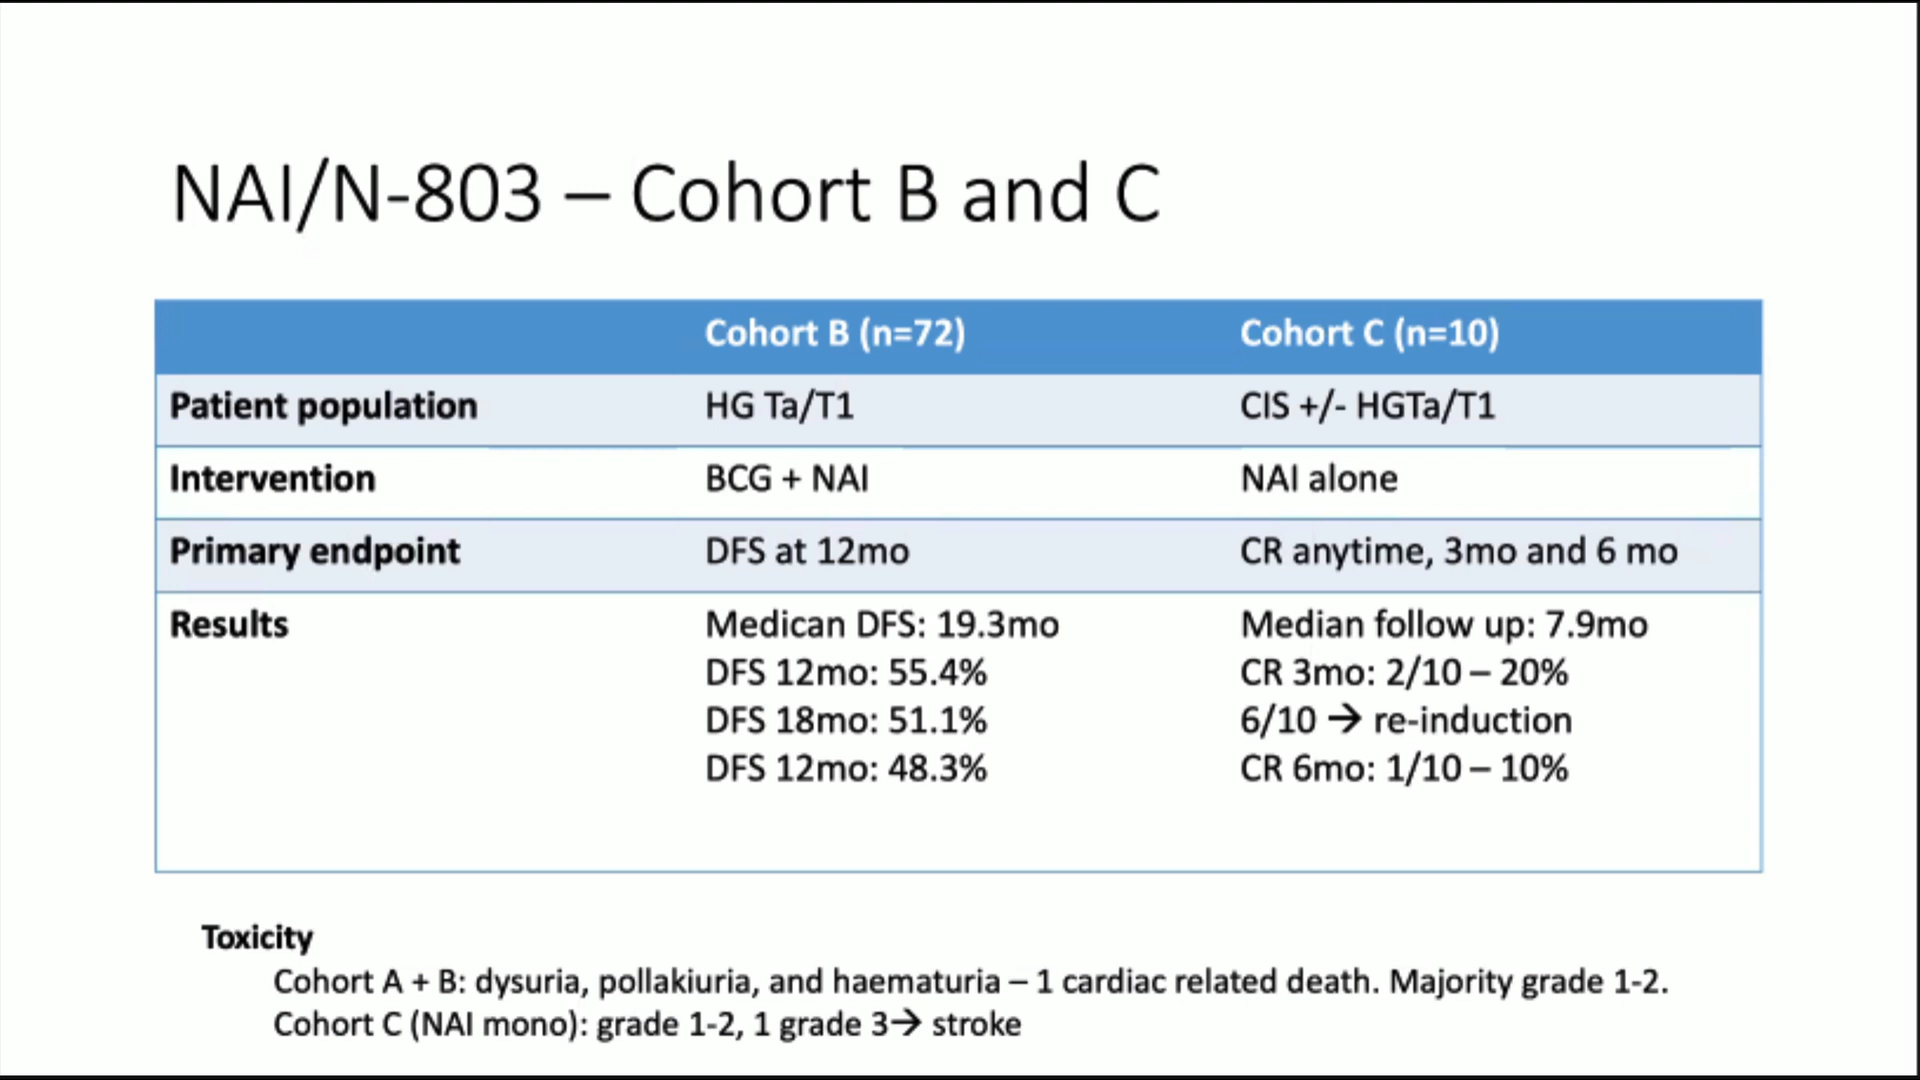 NAI/N-803 – Cohort B and C
Cohort B (n=72) Cohort C (n=10)
Patient population HG Ta/T1 CIS +/- HGTa/T1
Intervention BCG + NAI NAI alone
Primary endpoint DFS at 12mo CR anytime, 3mo and 6 mo
Results Medican DFS: 19.3mo Median follow up: 7.9mo
DFS 12mo: 55.4% CR 3mo: 2/10 – 20%
DFS 18mo: 51.1% 6/10 → re-induction
DFS 12mo: 48.3% CR 6mo: 1/10 – 10%
Toxicity
Cohort A + B: dysuria, pollakiuria, and haematuria – 1 cardiac related death. Majority grade 1-2.
Cohort C (NAI mono): grade 1-2, 1 grade 3→ stroke